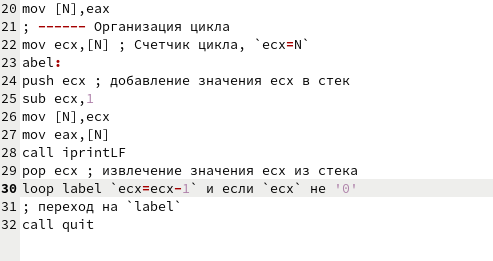 20 mov [N],eax
21 ; ------ Организация цикла
22 mov ecx,[N] ; Счетчик цикла, `ecx=N`
23 abel:
24 push ecx ; добавление значения ecx в стек
25 sub ecx,1
26 mov [N],ecx
27 mov eax,[N]
28 call iprintLF
29 pop ecx ; извлечение значения ecx из стека
30 loop label `ecx=ecx-1` и если `ecx` не '0'
31 ; переход на `label`
32 call quit